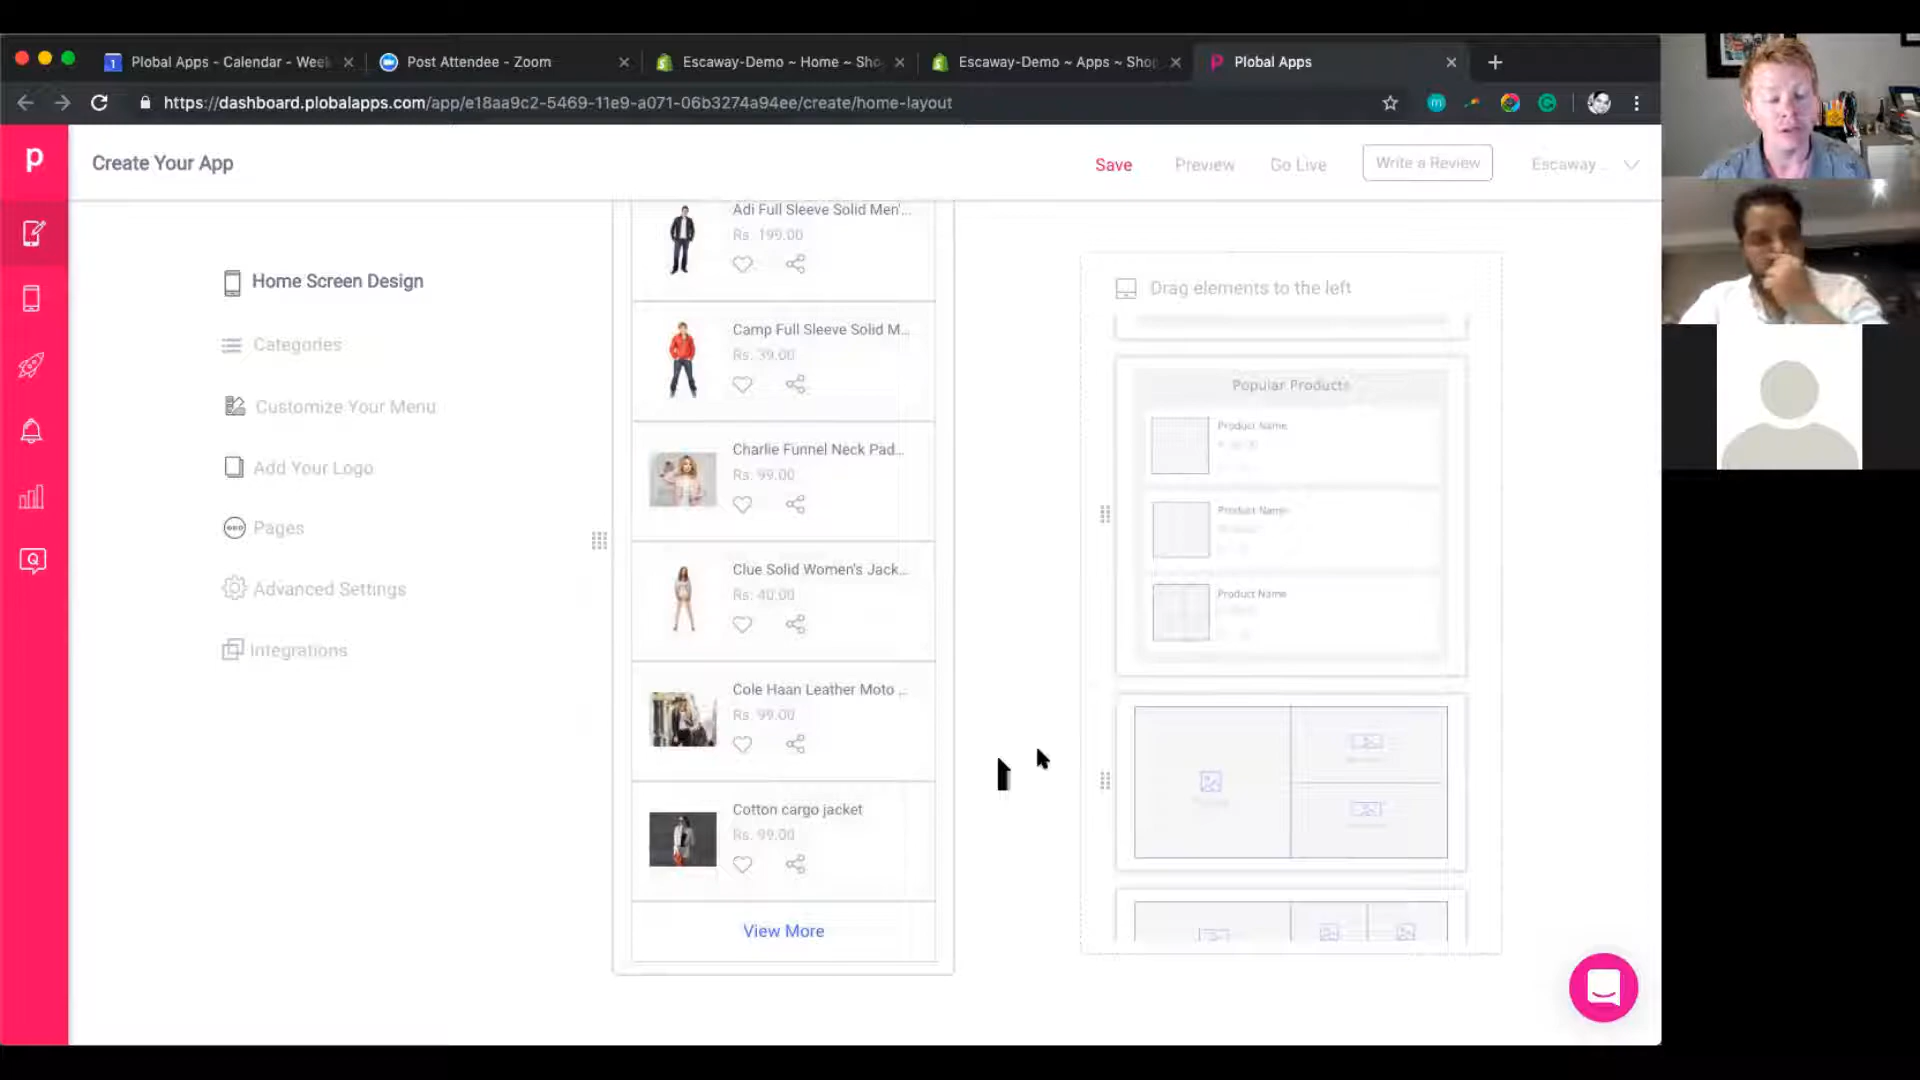 Plobal Apps - Calendar - Week
Post Attendee - Zoom
Escaway-Demo ~ Home ~ Sho
Escaway-Demo ~ Apps ~ Shop
Plobal Apps
https://dashboard.plobalapps.com/app/e18aa9c2-5469-11e9-a071-06b3274a94ee/create/home-layout
p
Create Your App
Save
Preview
Go Live
Write a Review
Escaway ..
Home Screen Design
Categories
Customize Your Menu
Add Your Logo
Pages
Advanced Settings
Integrations
Adi Full Sleeve Solid Men'...
Rs. 199.00
Camp Full Sleeve Solid M...
Rs. 39.00
Charlie Funnel Neck Pad...
Rs. 99.00
Clue Solid Women's Jack...
Rs. 40.00
Cole Haan Leather Moto ...
Rs. 99.00
Cotton cargo jacket
Rs. 99.00
View More
Drag elements to the left
Popular Products
Product Name
Product Name
Product Name